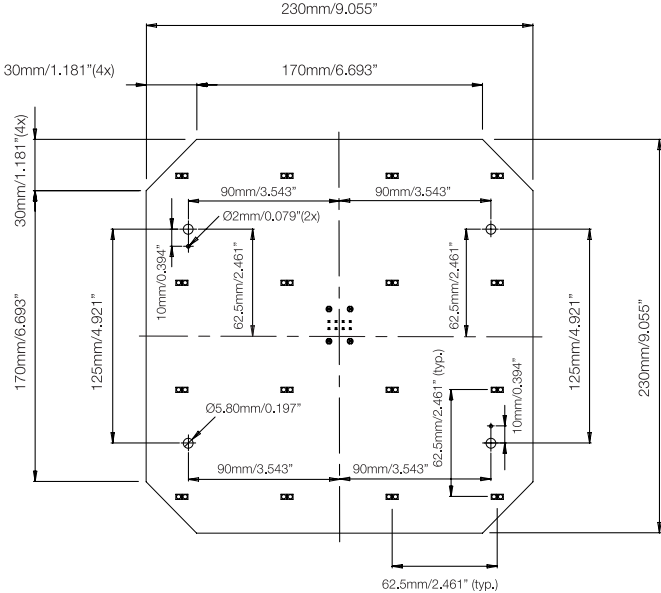 230mm/9.055"
30mm/1.181"(4x)
170mm/6.693"
30mm/1.181"(4x)
90mm/3.543"
90mm/3.543"
Ø2mm/0.079"(2x)
10mm/0.394"
62.5mm/2.461"
62.5mm/2.461"
170mm/6.693"
125mm/4.921"
125mm/4.921"
230mm/9.055"
Ø5.80mm/0.197"
62.5mm/2.461" (typ.)
10mm/0.394"
90mm/3.543"
90mm/3.543"
62.5mm/2.461" (typ.)